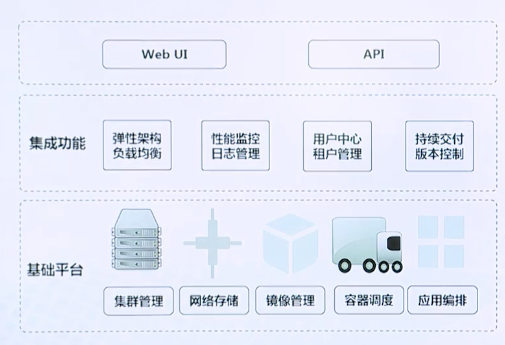 Web UI
API
集成功能
弹性架构
负载均衡
性能监控
日志管理
用户中心
租户管理
持续交付
版本控制
基础平台
集群管理
网络存储
镜像管理
容器调度
应用编排